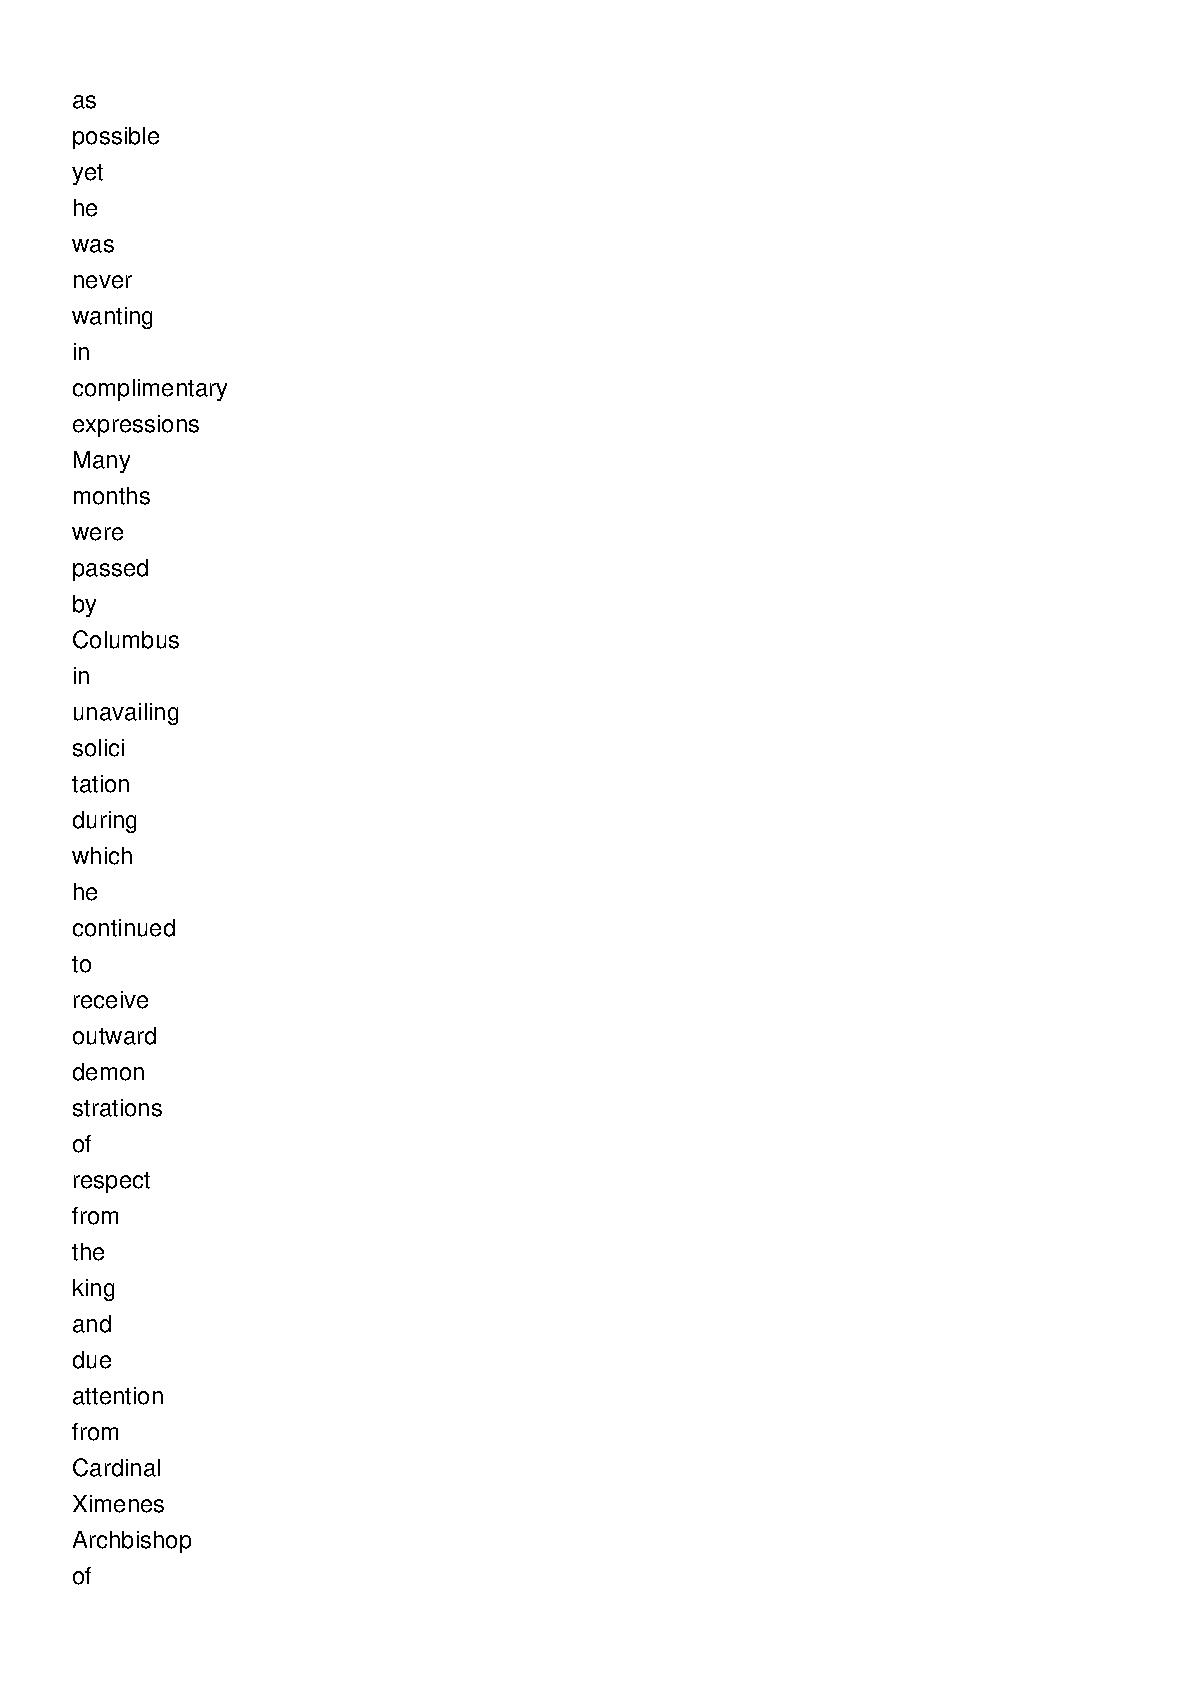 as
possible
yet
he
was
never
wanting
in
complimentary
expressions
Many
months
were
passed
by
Columbus
in
unavailing
solici
tation
during
which
he
continued
to
receive
outward
demon
strations
of
respect
from
the
king
and
due
attention
from
Cardinal
Ximenes
Archbishop
of